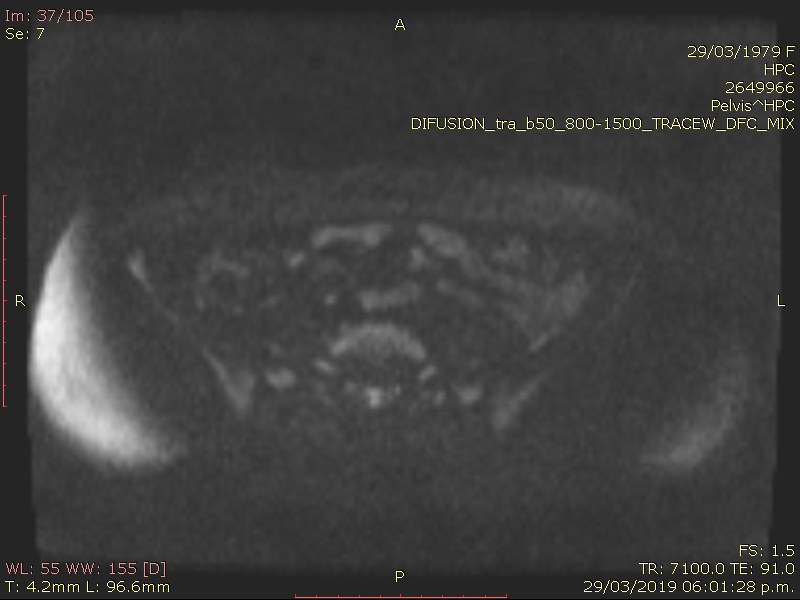 Im: 37/105
Se: 7
A
29/03/1979 F
HPC
2649966
Pelvis^HPC
DIFUSION_tra_b50_800-1500_TRACEW_DFC_MIX
R
L
WL: 55 WW: 155 [D]
T: 4.2mm L: 96.6mm
P
FS: 1.5
TR: 7100.0 TE: 91.0
29/03/2019 06:01:28 p.m.